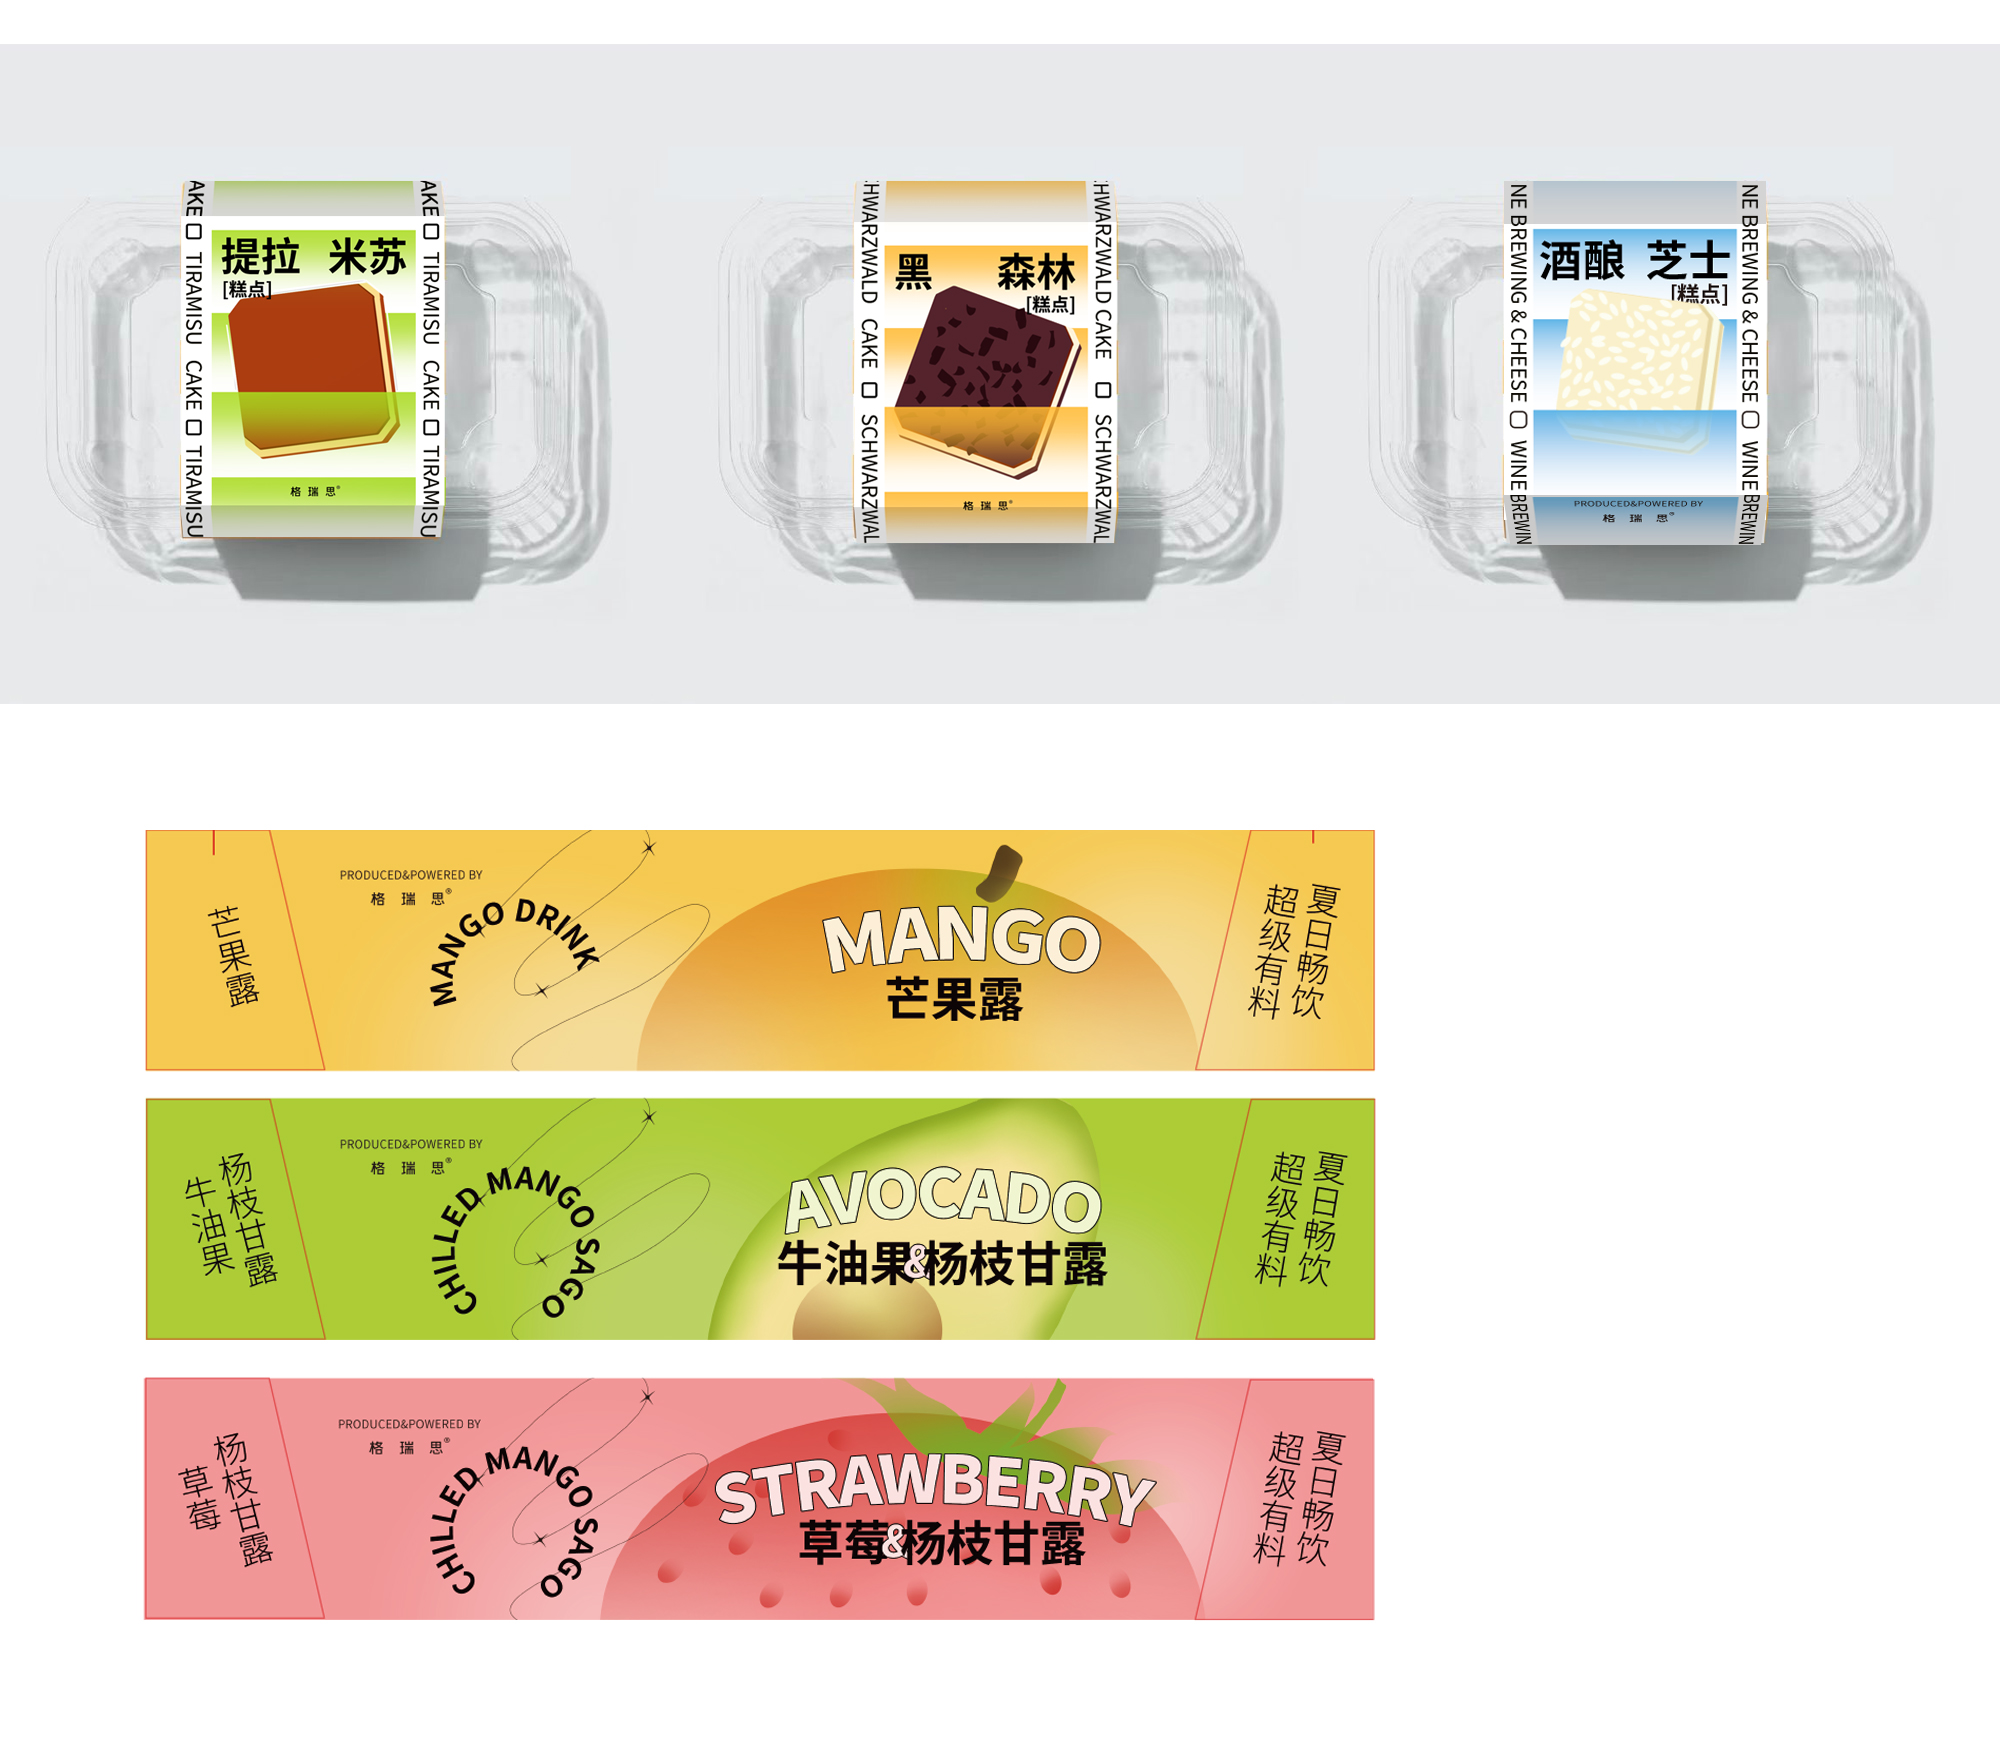 AKE▢ TIRAMISU CAKE ▢ TIRAMISU
提拉 米苏
[糕点]
格瑞思®
AKE▢ TIRAMISU CAKE ▢ TIRAMISU
HWARZWALD CAKE ▢ SCHWARZWAL
黑 森林
[糕点]
格瑞思®
HWARZWALD CAKE ▢ SCHWARZWAL
NE BREWING & CHEESE ▢ WINE BREWIN
酒酿 芝士
[糕点]
PRODUCED&POWERED BY
格瑞思®
NE BREWING & CHEESE ▢ WINE BREWIN
芒果露
PRODUCED&POWERED BY
格瑞思®
MANGO DRINK
MANGO
芒果露
夏日畅饮
超级有料
杨枝甘露
牛油果
PRODUCED&POWERED BY
格瑞思®
CHILLED MANGO SAGO
AVOCADO
牛油果&杨枝甘露
夏日畅饮
超级有料
杨枝甘露
草莓
PRODUCED&POWERED BY
格瑞思®
CHILLED MANGO SAGO
STRAWBERRY
草莓&杨枝甘露
夏日畅饮
超级有料